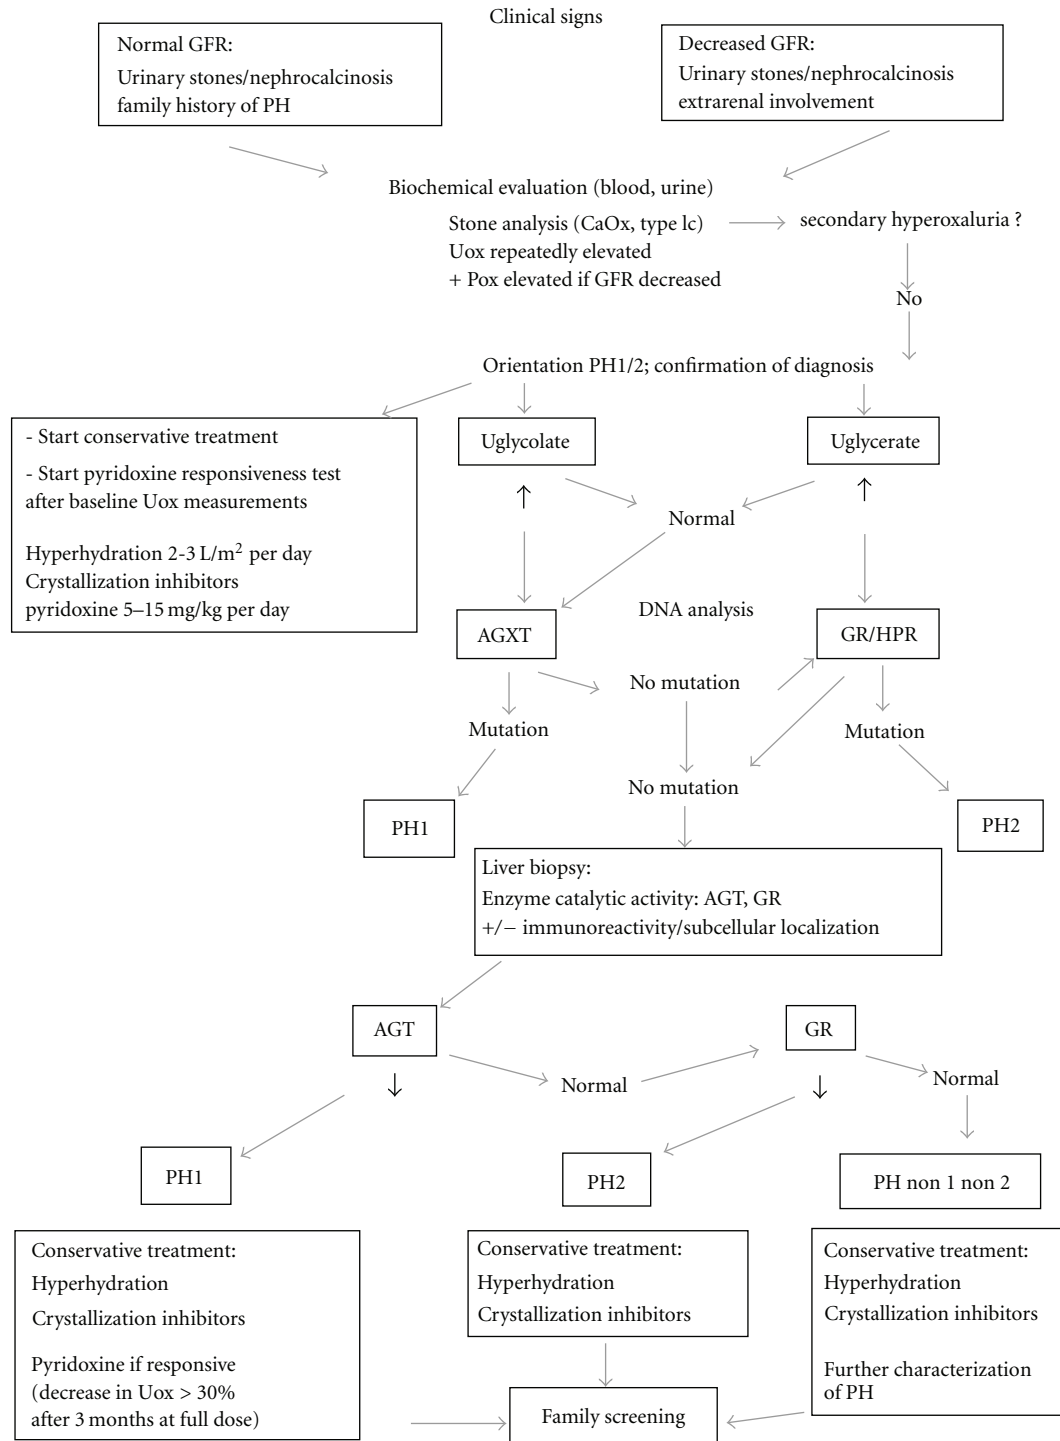 Clinical signs
Normal GFR:
Urinary stones/nephrocalcinosis
family history of PH
Decreased GFR:
Urinary stones/nephrocalcinosis
extrarenal involvement
Biochemical evaluation (blood, urine)
Stone analysis (CaOx, type lc)
Uox repeatedly elevated
+ Pox elevated if GFR decreased
secondary hyperoxaluria ?
No
Orientation PH1/2; confirmation of diagnosis
- Start conservative treatment
- Start pyridoxine responsiveness test
after baseline Uox measurements
Hyperhydration 2-3 L/m² per day
Crystallization inhibitors
pyridoxine 5–15 mg/kg per day
Uglycolate
Uglycerate
↑
↑
Normal
DNA analysis
AGXT
GR/HPR
No mutation
Mutation
Mutation
No mutation
PH1
PH2
Liver biopsy:
Enzyme catalytic activity: AGT, GR
+/− immunoreactivity/subcellular localization
AGT
GR
↓
Normal
↓
Normal
PH1
PH2
PH non 1 non 2
Conservative treatment:
Hyperhydration
Crystallization inhibitors
Pyridoxine if responsive
(decrease in Uox > 30%
after 3 months at full dose)
Conservative treatment:
Hyperhydration
Crystallization inhibitors
Conservative treatment:
Hyperhydration
Crystallization inhibitors
Further characterization
of PH
Family screening